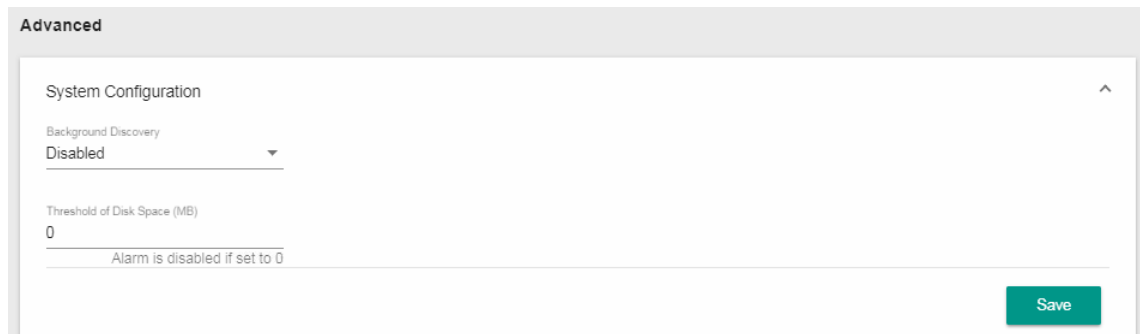 Advanced
System Configuration
Background Discovery
Disabled
Threshold of Disk Space (MB)
0
Alarm is disabled if set to 0
Save